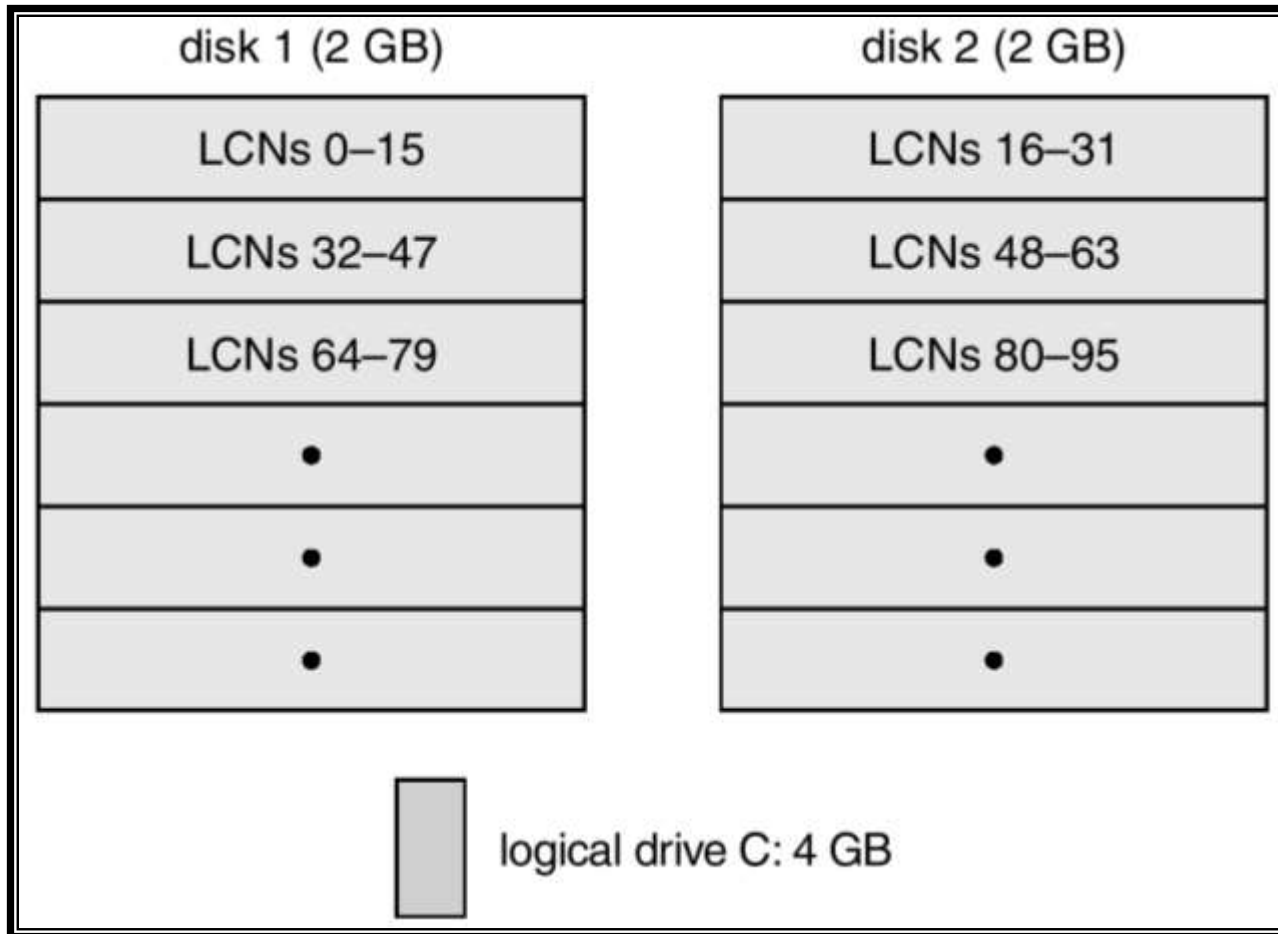 disk 1 (2 GB)
disk 2 (2 GB)
LCNs 0–15
LCNs 16–31
LCNs 32–47
LCNs 48–63
LCNs 64–79
LCNs 80–95
logical drive C: 4 GB